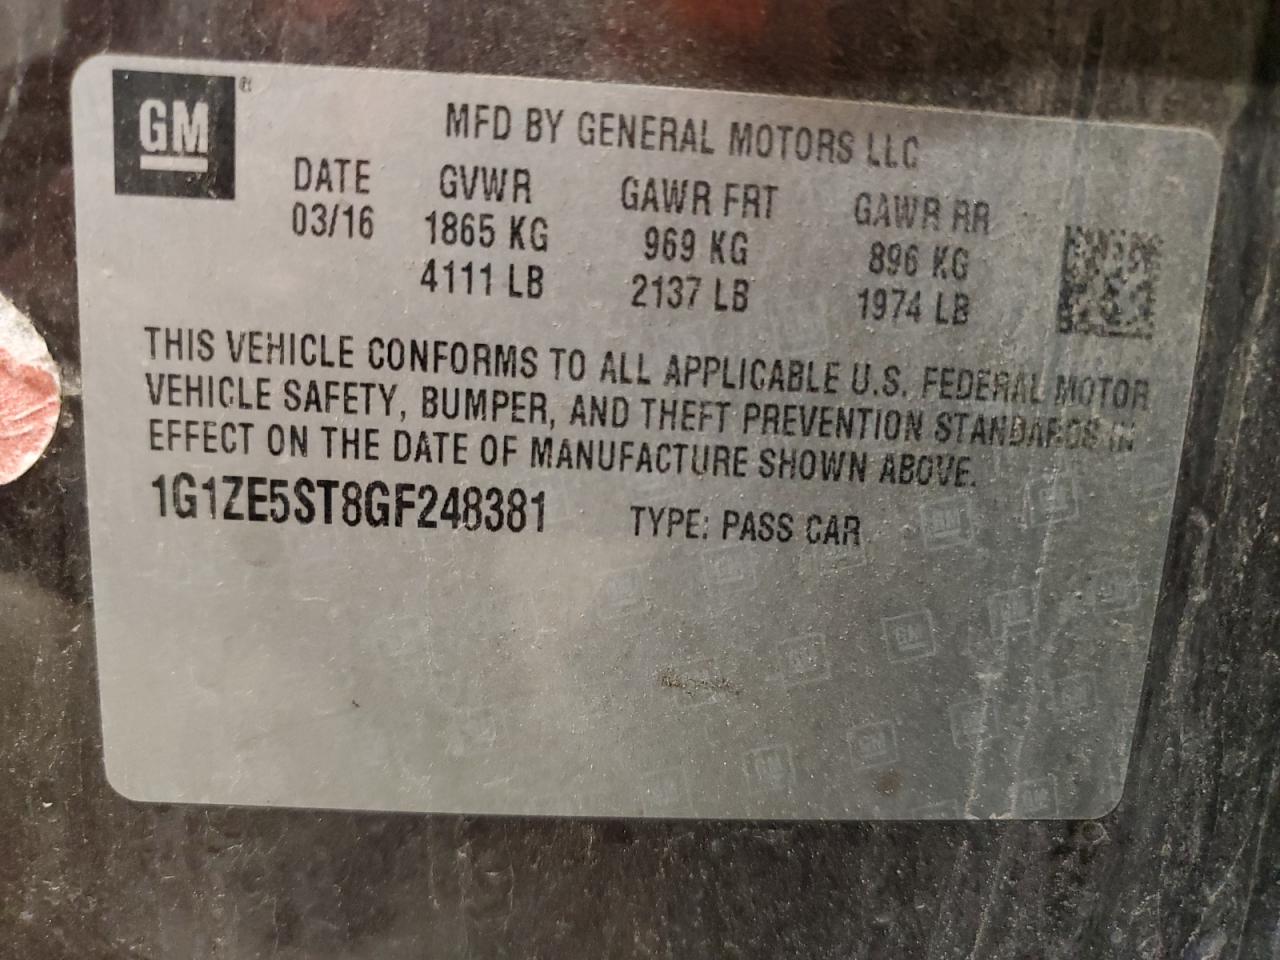 GM®
MFD BY GENERAL MOTORS LLC
DATE GVWR GAWR FRT GAWR RR
03/16 1865 KG 969 KG 896 KG
4111 LB 2137 LB 1974 LB
THIS VEHICLE CONFORMS TO ALL APPLICABLE U.S. FEDERAL MOTOR
VEHICLE SAFETY, BUMPER, AND THEFT PREVENTION STANDARDS IN
EFFECT ON THE DATE OF MANUFACTURE SHOWN ABOVE.
1G1ZE5ST8GF248381 TYPE: PASS CAR